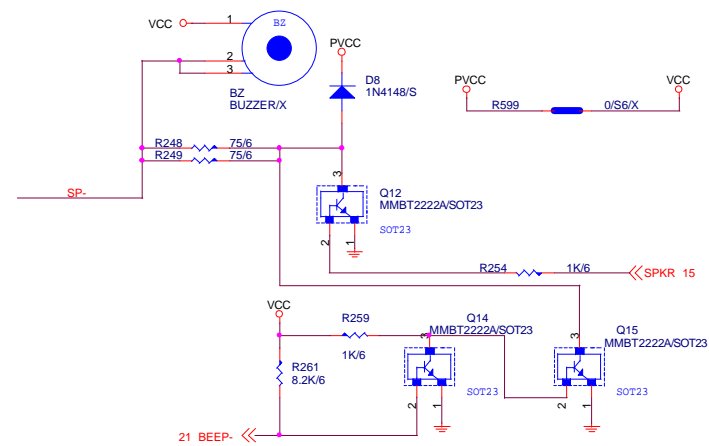 VCC
1
BZ
2
3
BZ
BUZZER/X
PVCC
D8
1N4148/S
PVCC
VCC
R599
0/S6/X
R248
75/6
R249
75/6
SP-
3
Q12
MMBT2222A/SOT23
SOT23
2
1
R254
1K/6
SPKR 15
VCC
R259
1K/6
R261
8.2K/6
Q14
MMBT2222A/SOT23
3
SOT23
2
1
Q15
MMBT2222A/SOT23
3
SOT23
2
1
21 BEEP-